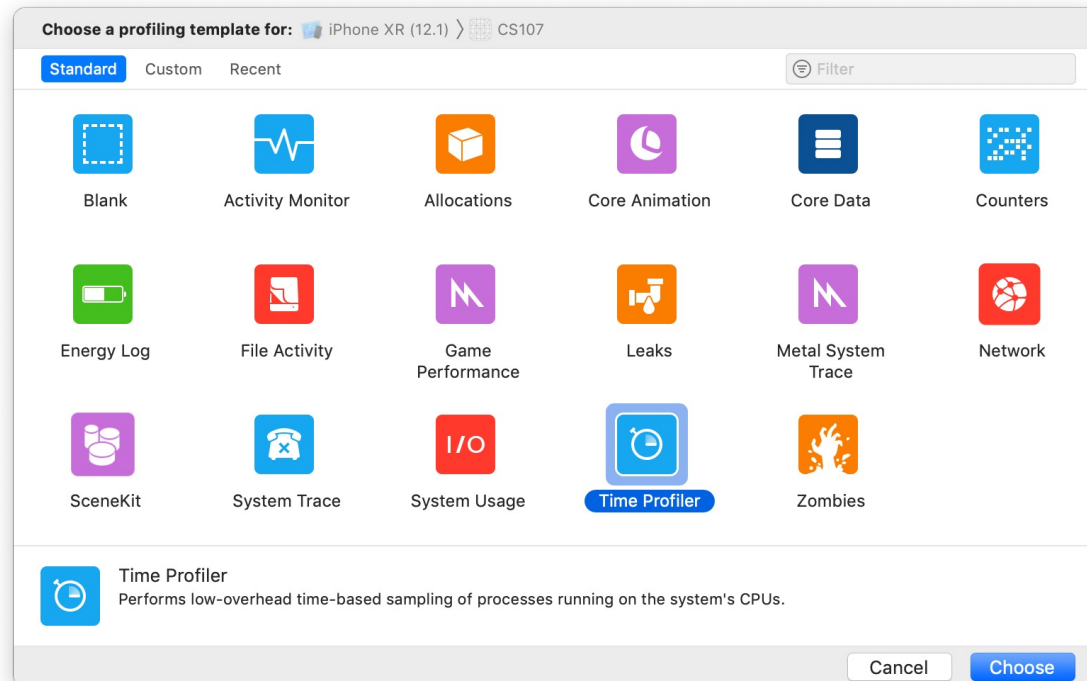 Choose a profiling template for: iPhone XR (12.1) CS107
Standard Custom Recent Filter
Blank Activity Monitor Allocations Core Animation Core Data Counters
Energy Log File Activity Game Performance Leaks Metal System Trace Network
I/O
SceneKit System Trace System Usage Time Profiler Zombies
Time Profiler
Performs low-overhead time-based sampling of processes running on the system's CPUs.
Cancel Choose